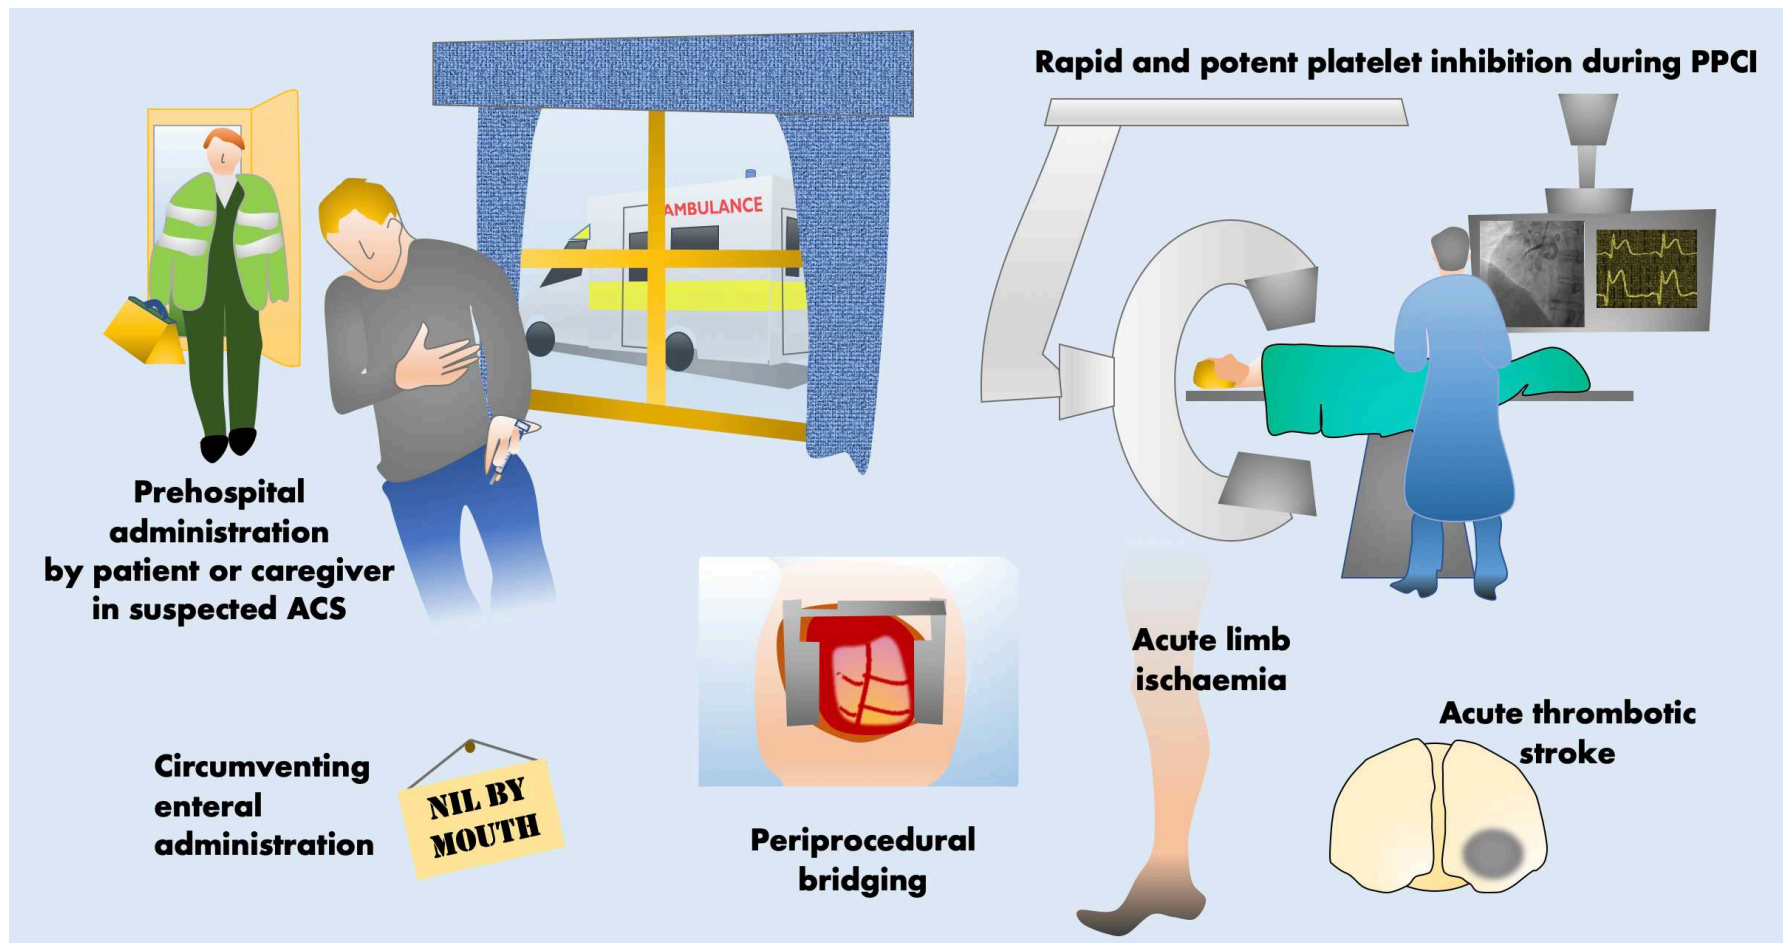 Rapid and potent platelet inhibition during PPCI
AMBULANCE
Prehospital
administration
by patient or caregiver
in suspected ACS
Acute limb
ischaemia
Acute thrombotic
stroke
Circumventing
enteral
administration
NIL BY
MOUTH
Periprocedural
bridging